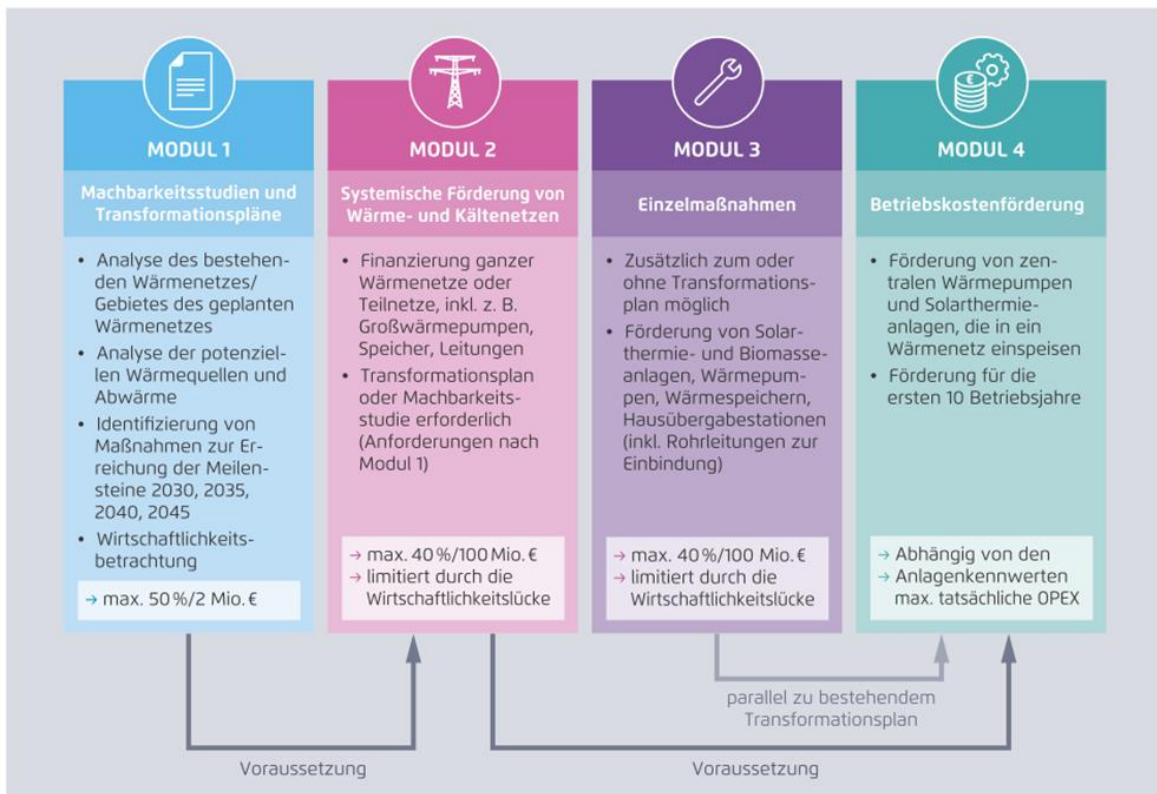 MODUL 1
Machbarkeitsstudien und
Transformationspläne
• Analyse des bestehen-
den Wärmenetzes/
Gebietes des geplanten
Wärmenetzes
• Analyse der potenziel-
len Wärmequellen und
Abwärme
• Identifizierung von
Maßnahmen zur Er-
reichung der Meilen-
steine 2030, 2035,
2040, 2045
• Wirtschaftlichkeits-
betrachtung
→ max. 50 %/2 Mio. €
MODUL 2
Systemische Förderung von
Wärme- und Kältenetzen
• Finanzierung ganzer
Wärmenetze oder
Teilnetze, inkl. z. B.
Großwärmepumpen,
Speicher, Leitungen
• Transformationsplan
oder Machbarkeits-
studie erforderlich
(Anforderungen nach
Modul 1)
→ max. 40 %/100 Mio. €
→ limitiert durch die
Wirtschaftlichkeitslücke
MODUL 3
Einzelmaßnahmen
• Zusätzlich zum oder
ohne Transformations-
plan möglich
• Förderung von Solar-
thermie- und Biomasse-
anlagen, Wärmepum-
pen, Wärmespeichern,
Hausübergabestationen
(inkl. Rohrleitungen zur
Einbindung)
→ max. 40 %/100 Mio. €
→ limitiert durch die
Wirtschaftlichkeitslücke
€
MODUL 4
Betriebskostenförderung
• Förderung von zen-
tralen Wärmepumpen
und Solarthermie-
anlagen, die in ein
Wärmenetz einspeisen
• Förderung für die
ersten 10 Betriebsjahre
→ Abhängig von den
→ Anlagenkennwerten
max. tatsächliche OPEX
parallel zu bestehendem
Transformationsplan
Voraussetzung
Voraussetzung